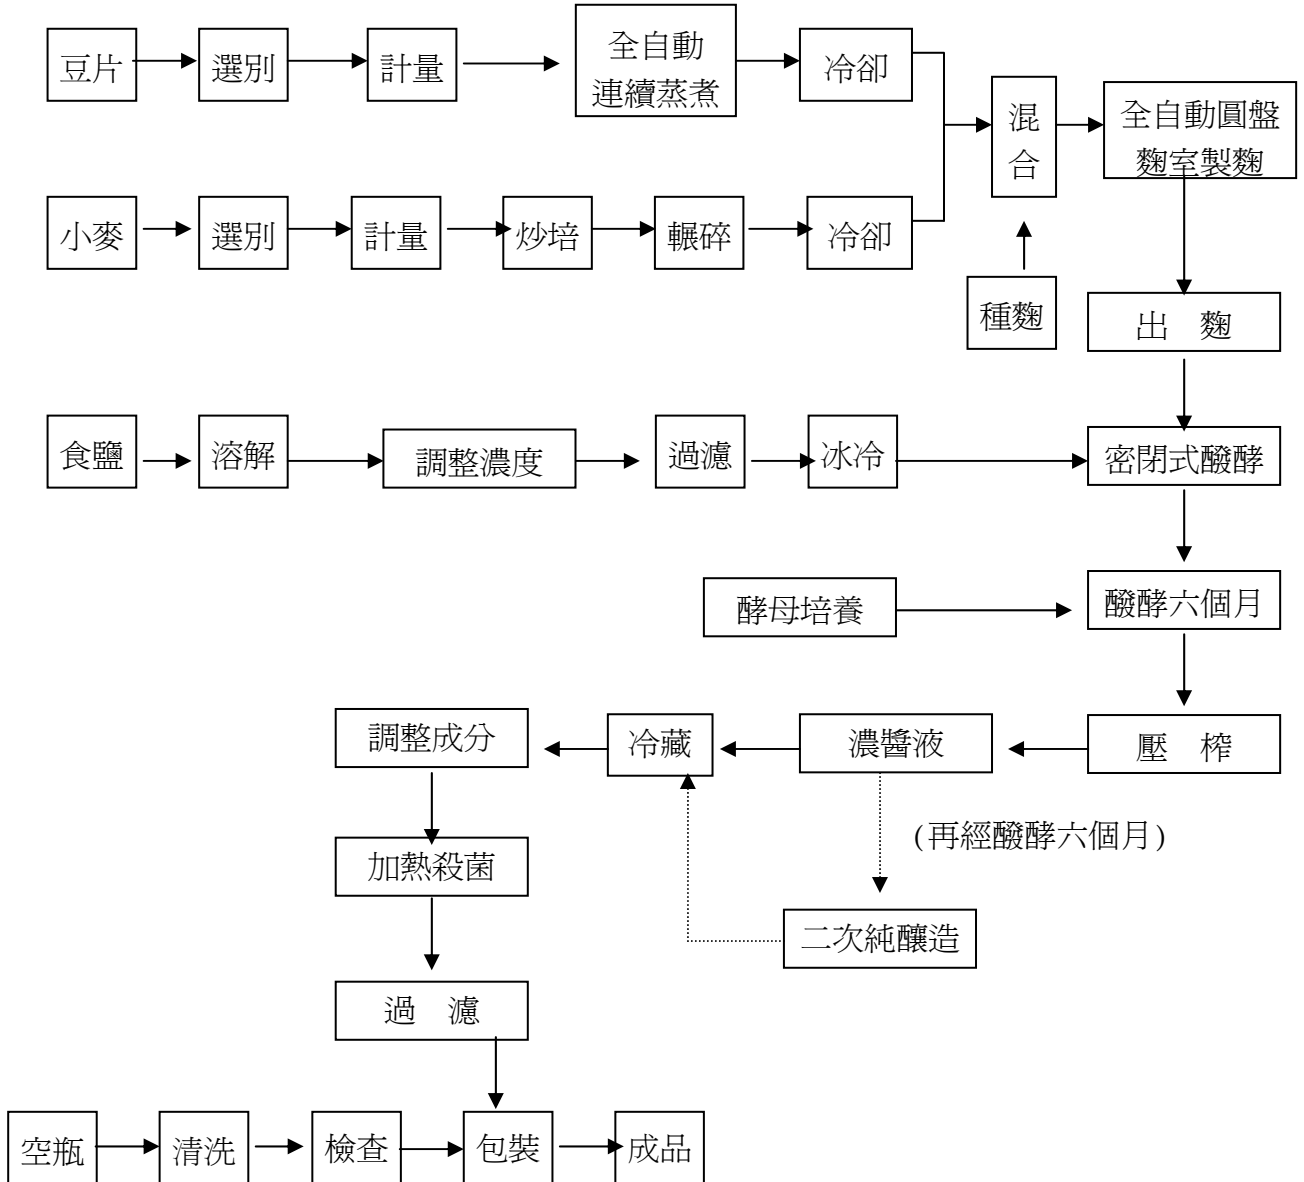 豆片
選別
計量
全自動
連續蒸煮
冷卻
混
合
全自動圓盤
麴室製麴
小麥
選別
計量
炒培
輾碎
冷卻
種麴
出　麴
食鹽
溶解
調整濃度
過濾
冰冷
密閉式醱酵
酵母培養
醱酵六個月
調整成分
冷藏
濃醬液
壓　榨
(再經醱酵六個月)
加熱殺菌
二次純釀造
過　濾
空瓶
清洗
檢查
包裝
成品